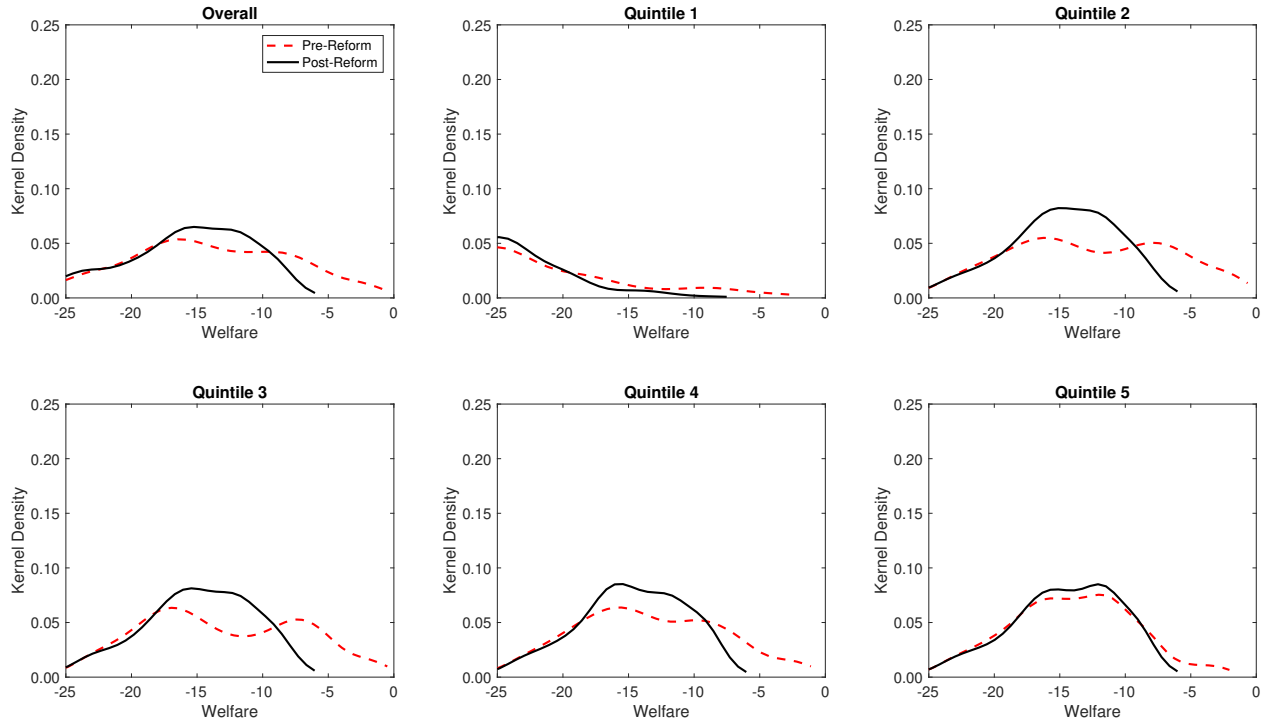 Overall
0.25
0.20
0.15
0.10
0.05
0.00
Kernel Density
-25 -20 -15 -10 -5 0
Welfare
Pre-Reform
Post-Reform
Quintile 1
0.25
0.20
0.15
0.10
0.05
0.00
Kernel Density
-25 -20 -15 -10 -5 0
Welfare
Quintile 2
0.25
0.20
0.15
0.10
0.05
0.00
Kernel Density
-25 -20 -15 -10 -5 0
Welfare
Quintile 3
0.25
0.20
0.15
0.10
0.05
0.00
Kernel Density
-25 -20 -15 -10 -5 0
Welfare
Quintile 4
0.25
0.20
0.15
0.10
0.05
0.00
Kernel Density
-25 -20 -15 -10 -5 0
Welfare
Quintile 5
0.25
0.20
0.15
0.10
0.05
0.00
Kernel Density
-25 -20 -15 -10 -5 0
Welfare